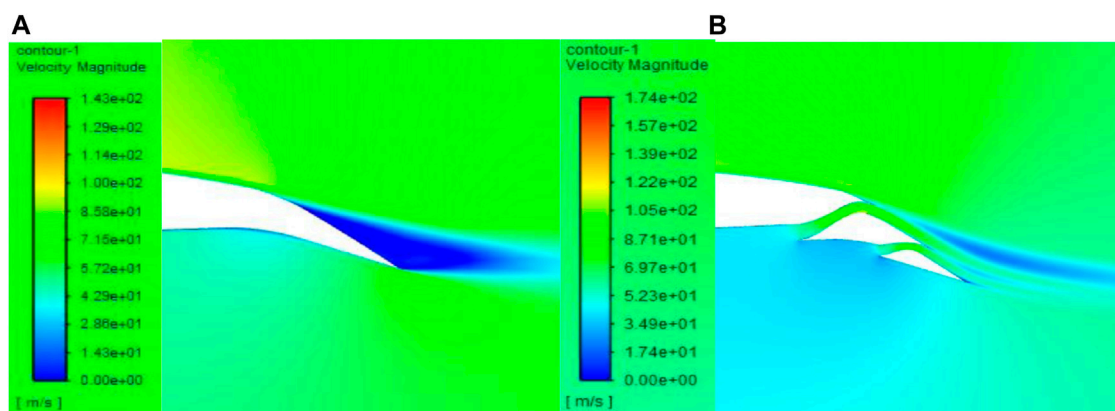 A
contour-1
Velocity Magnitude
1.43e+02
1.29e+02
1.14e+02
1.00e+02
8.58e+01
7.15e+01
5.72e+01
4.29e+01
2.86e+01
1.43e+01
0.00e+00
[ m/s ]
B
contour-1
Velocity Magnitude
1.74e+02
1.57e+02
1.39e+02
1.22e+02
1.05e+02
8.71e+01
6.97e+01
5.23e+01
3.49e+01
1.74e+01
0.00e+00
[ m/s ]